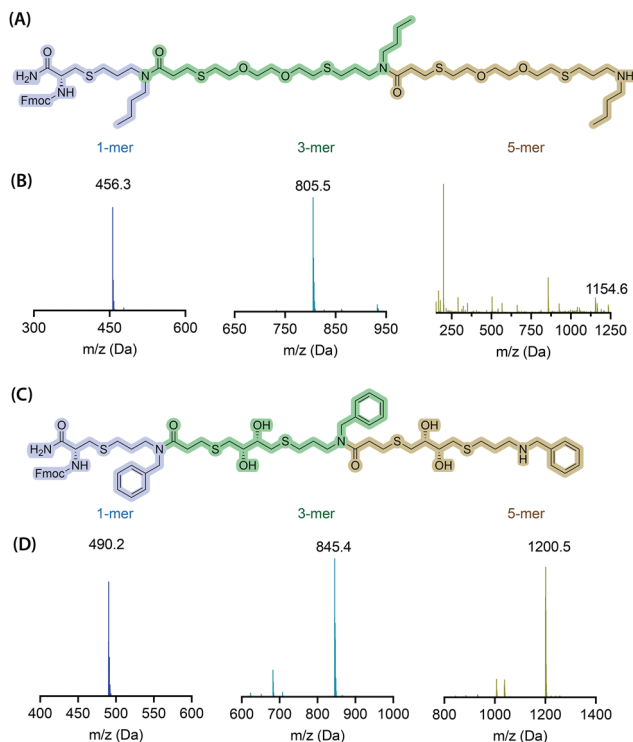 (A)
H₂N O NH Fmoc S N O S O O S N O S O O S NH
1-mer 3-mer 5-mer
(B)
456.3 805.5 1154.6
300 450 600 650 750 850 950 250 500 750 1000 1250
m/z (Da) m/z (Da) m/z (Da)
(C)
H₂N O NH Fmoc S N O S OH OH S N O S OH OH S N H
1-mer 3-mer 5-mer
(D)
490.2 845.4 1200.5
400 450 500 550 600 600 700 800 900 1000 800 1000 1200 1400
m/z (Da) m/z (Da) m/z (Da)